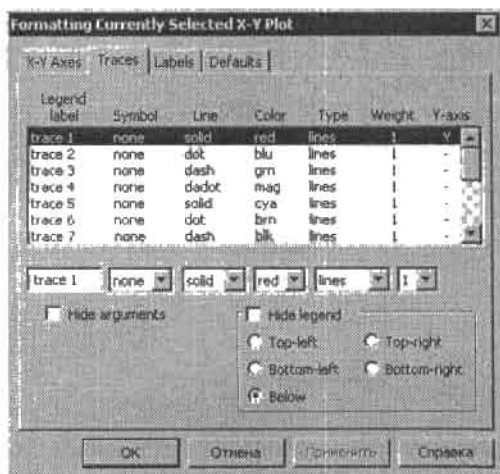 Formatting Currently Selected X-Y Plot
X-Y Axes Traces Labels Defaults
Legend
label Symbol Line Color Type Weight Y-axis
trace 1 none solid red lines 1 Y
trace 2 none dot blu lines 1 -
trace 3 none dash grn lines 1 -
trace 4 none dadot mag lines 1 -
trace 5 none solid cya lines 1 -
trace 6 none dot brn lines 1 -
trace 7 none dash blk lines 1 -
trace 1 none solid red lines 1
Hide arguments Hide legend
Top-left Top-right
Bottom-left Bottom-right
Below
OK Отмена Применить Справка